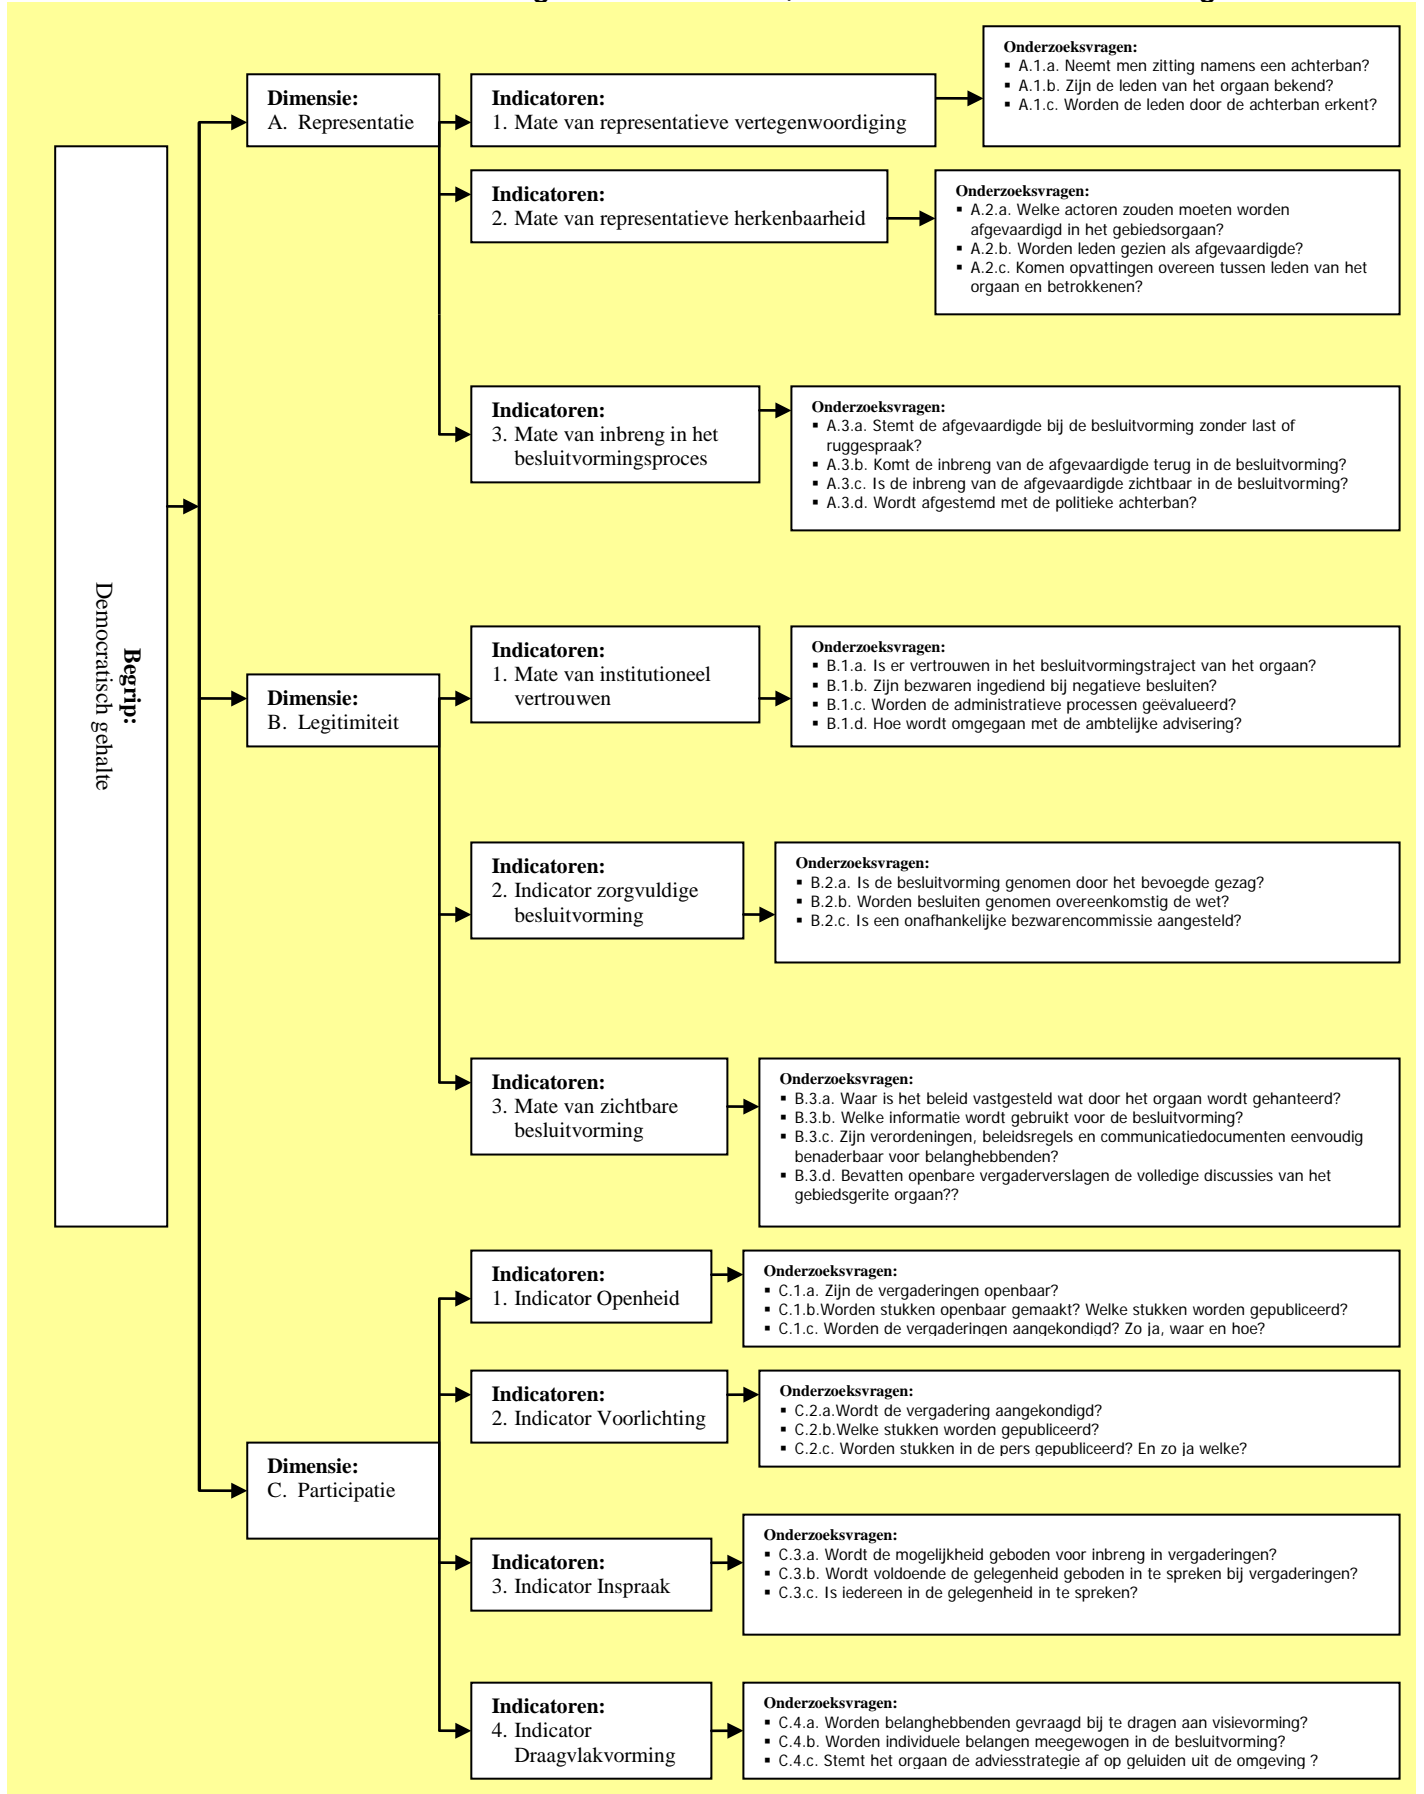 Begrip:
Democratisch gehalte
Dimensie:
A. Representatie
Indicatoren:
1. Mate van representatieve vertegenwoordiging
Onderzoeksvragen:
▪ A.1.a. Neemt men zitting namens een achterban?
▪ A.1.b. Zijn de leden van het orgaan bekend?
▪ A.1.c. Worden de leden door de achterban erkent?
Indicatoren:
2. Mate van representatieve herkenbaarheid
Onderzoeksvragen:
▪ A.2.a. Welke actoren zouden moeten worden
afgevaardigd in het gebiedsorgaan?
▪ A.2.b. Worden leden gezien als afgevaardigde?
▪ A.2.c. Komen opvattingen overeen tussen leden van het
orgaan en betrokkenen?
Indicatoren:
3. Mate van inbreng in het
besluitvormingsproces
Onderzoeksvragen:
▪ A.3.a. Stemt de afgevaardigde bij de besluitvorming zonder last of
ruggespraak?
▪ A.3.b. Komt de inbreng van de afgevaardigde terug in de besluitvorming?
▪ A.3.c. Is de inbreng van de afgevaardigde zichtbaar in de besluitvorming?
▪ A.3.d. Wordt afgestemd met de politieke achterban?
Dimensie:
B. Legitimiteit
Indicatoren:
1. Mate van institutioneel
vertrouwen
Onderzoeksvragen:
▪ B.1.a. Is er vertrouwen in het besluitvormingstraject van het orgaan?
▪ B.1.b. Zijn bezwaren ingediend bij negatieve besluiten?
▪ B.1.c. Worden de administratieve processen geëvalueerd?
▪ B.1.d. Hoe wordt omgegaan met de ambtelijke advisering?
Indicatoren:
2. Indicator zorgvuldige
besluitvorming
Onderzoeksvragen:
▪ B.2.a. Is de besluitvorming genomen door het bevoegde gezag?
▪ B.2.b. Worden besluiten genomen overeenkomstig de wet?
▪ B.2.c. Is een onafhankelijke bezwarencommissie aangesteld?
Indicatoren:
3. Mate van zichtbare
besluitvorming
Onderzoeksvragen:
▪ B.3.a. Waar is het beleid vastgesteld wat door het orgaan wordt gehanteerd?
▪ B.3.b. Welke informatie wordt gebruikt voor de besluitvorming?
▪ B.3.c. Zijn verordeningen, beleidsregels en communicatiedocumenten eenvoudig
benaderbaar voor belanghebbenden?
▪ B.3.d. Bevatten openbare vergaderverslagen de volledige discussies van het
gebiedsgerite orgaan??
Dimensie:
C. Participatie
Indicatoren:
1. Indicator Openheid
Onderzoeksvragen:
▪ C.1.a. Zijn de vergaderingen openbaar?
▪ C.1.b.Worden stukken openbaar gemaakt? Welke stukken worden gepubliceerd?
▪ C.1.c. Worden de vergaderingen aangekondigd? Zo ja, waar en hoe?
Indicatoren:
2. Indicator Voorlichting
Onderzoeksvragen:
▪ C.2.a.Wordt de vergadering aangekondigd?
▪ C.2.b.Welke stukken worden gepubliceerd?
▪ C.2.c. Worden stukken in de pers gepubliceerd? En zo ja welke?
Indicatoren:
3. Indicator Inspraak
Onderzoeksvragen:
▪ C.3.a. Wordt de mogelijkheid geboden voor inbreng in vergaderingen?
▪ C.3.b. Wordt voldoende de gelegenheid geboden in te spreken bij vergaderingen?
▪ C.3.c. Is iedereen in de gelegenheid in te spreken?
Indicatoren:
4. Indicator
Draagvlakvorming
Onderzoeksvragen:
▪ C.4.a. Worden belanghebbenden gevraagd bij te dragen aan visievorming?
▪ C.4.b. Worden individuele belangen meegewogen in de besluitvorming?
▪ C.4.c. Stemt het orgaan de adviesstrategie af op geluiden uit de omgeving ?